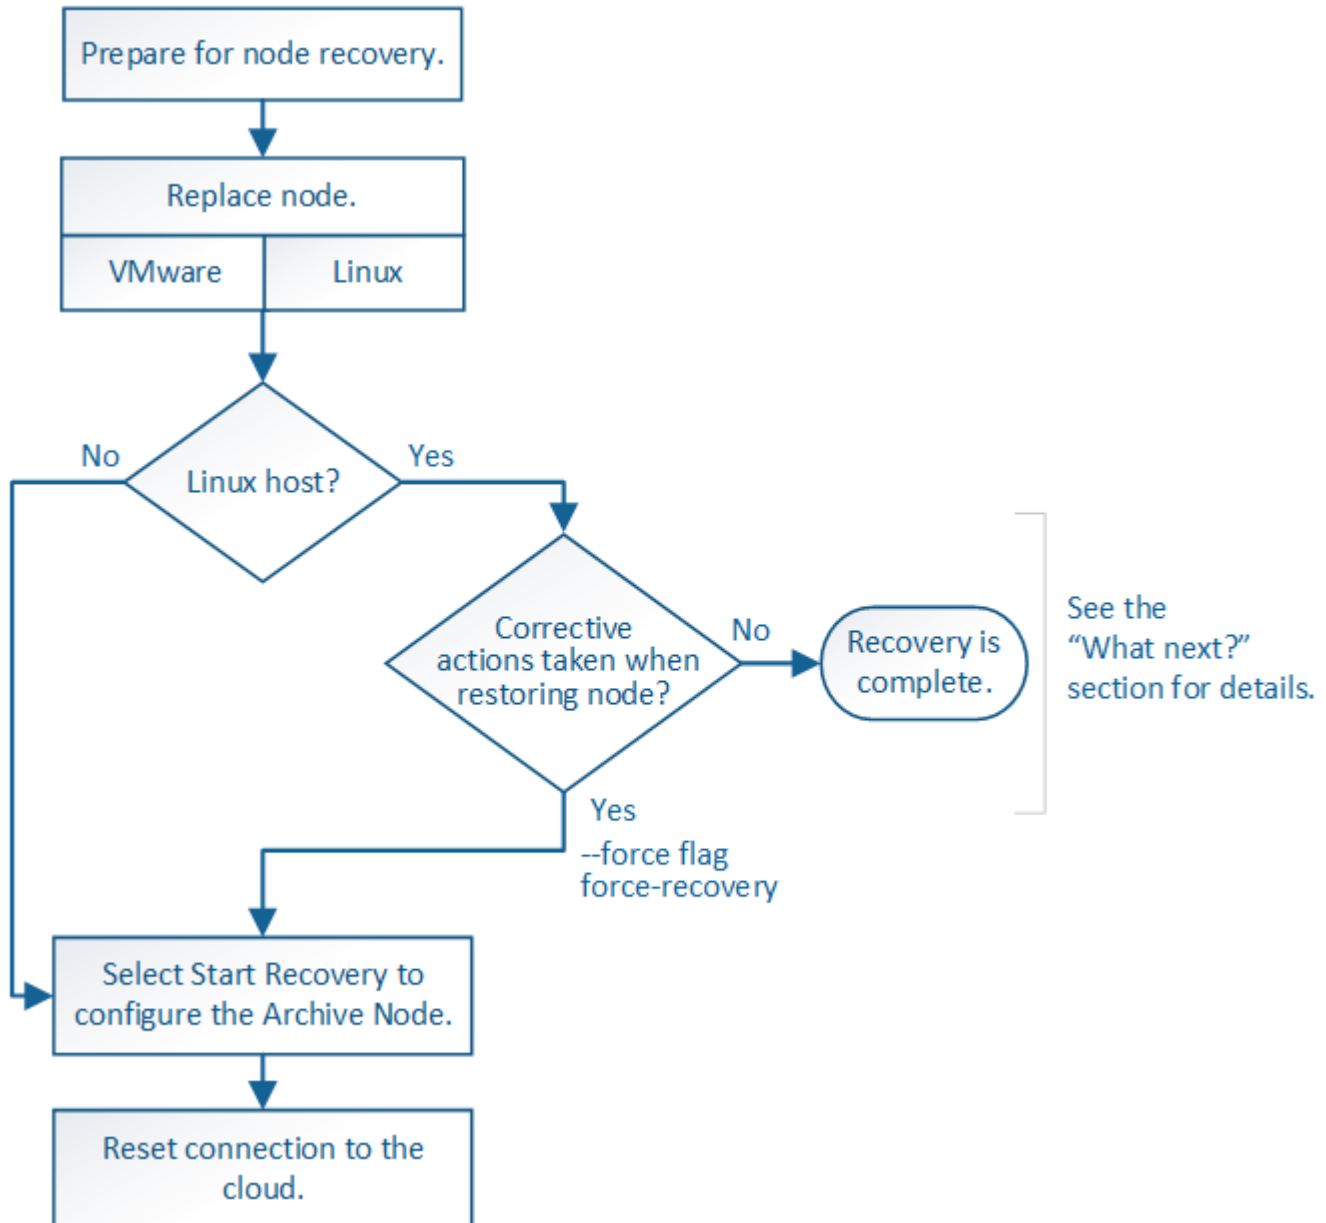 Prepare for node recovery.
Replace node.
VMware
Linux
Linux host?
No
Yes
Corrective
actions taken when
restoring node?
No
Recovery is
complete.
See the
“What next?”
section for details.
Yes
--force flag
force-recovery
Select Start Recovery to
configure the Archive Node.
Reset connection to the
cloud.